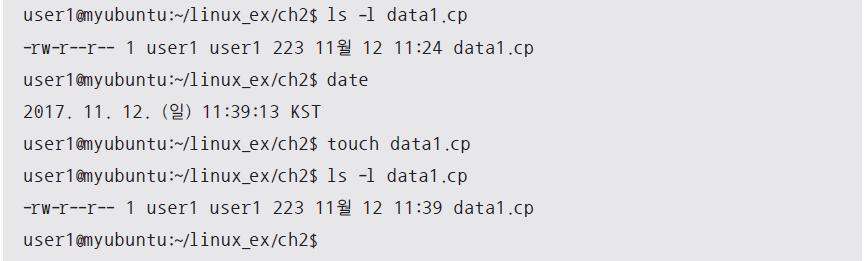 user1@myubuntu:~/linux_ex/ch2$ ls -l data1.cp
-rw-r--r-- 1 user1 user1 223 11월 12 11:24 data1.cp
user1@myubuntu:~/linux_ex/ch2$ date
2017. 11. 12. (일) 11:39:13 KST
user1@myubuntu:~/linux_ex/ch2$ touch data1.cp
user1@myubuntu:~/linux_ex/ch2$ ls -l data1.cp
-rw-r--r-- 1 user1 user1 223 11월 12 11:39 data1.cp
user1@myubuntu:~/linux_ex/ch2$